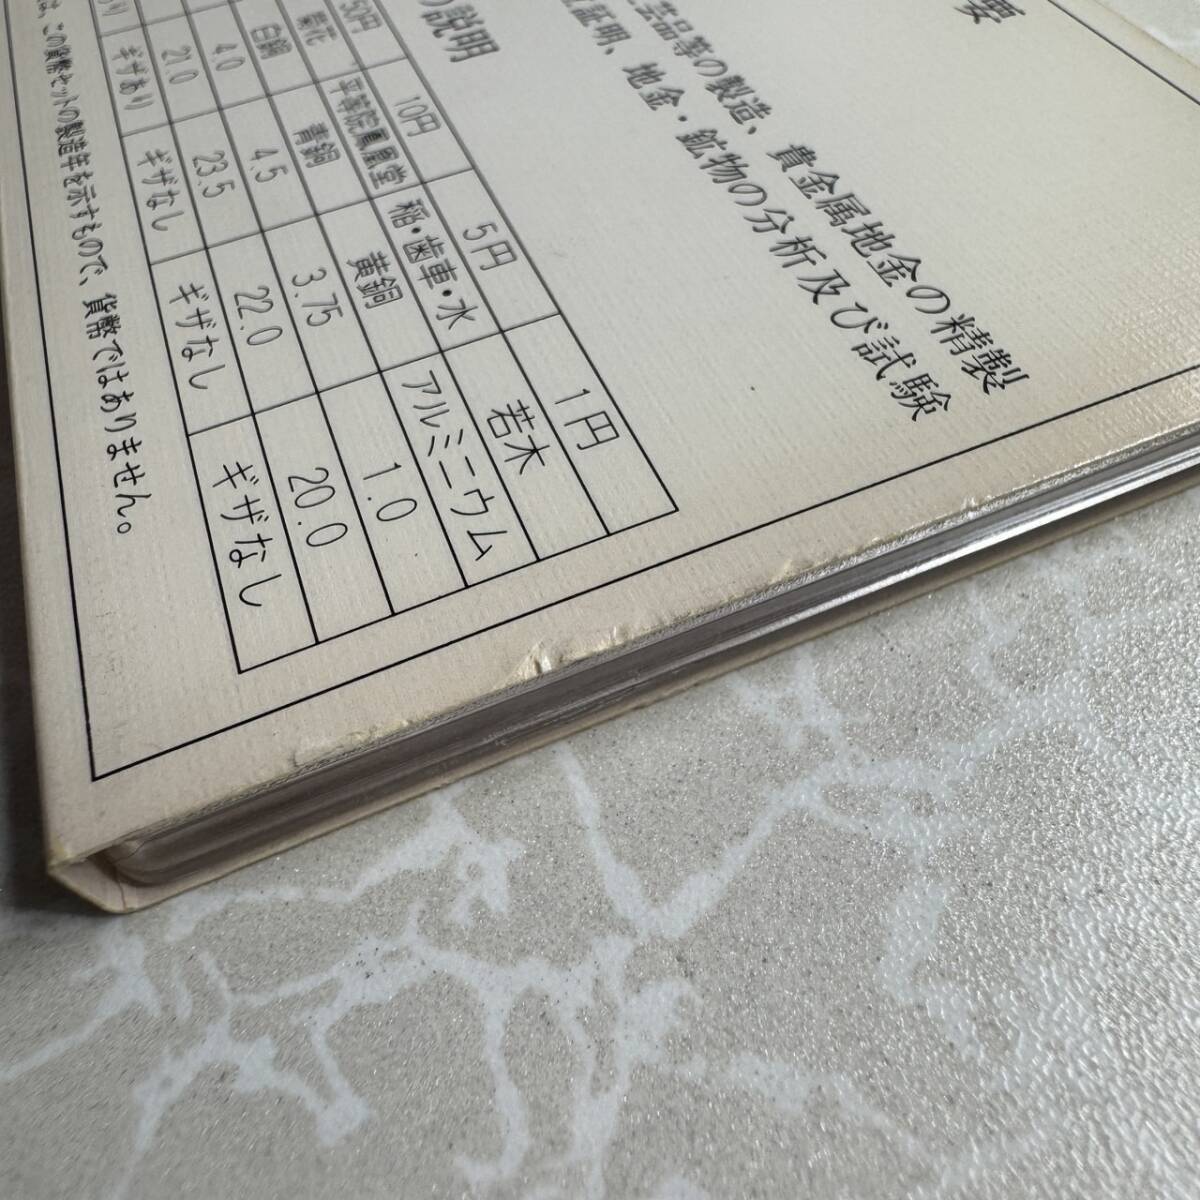 要
芸品等の製造、貴金属地金の精製
証明、地金・鉱物の分析及び試験
の説明
50円 10円 5円 1円
菊花 平等院鳳凰堂 稲・歯車・水 若木
白銅 青銅 黄銅 アルミニウム
4.0 4.5 3.75 1.0
21.0 23.5 22.0 20.0
ギザあり ギザなし ギザなし ギザなし
この貨幣セットの製造年を示すもので、貨幣ではありません。